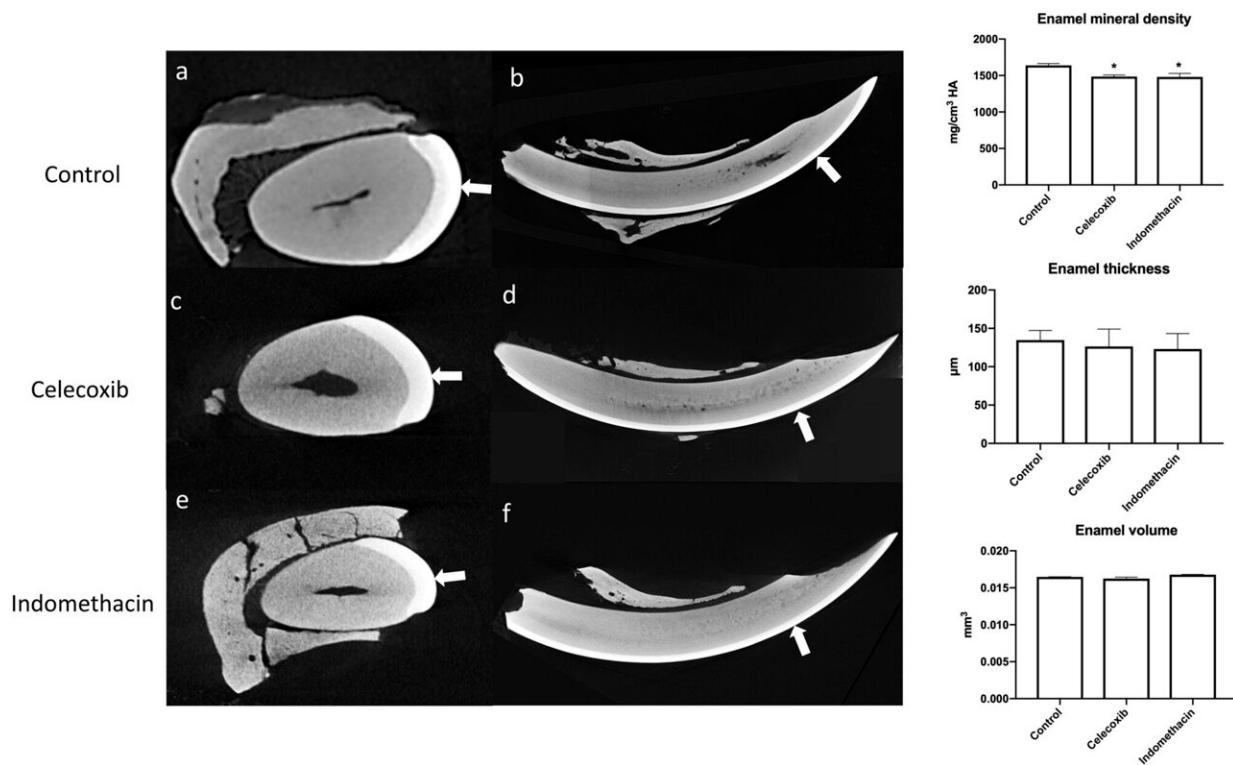 Control
Celecoxib
Indomethacin
a
b
c
d
e
f
Enamel mineral density
mg/cm³ HA
2000
1500
1000
500
0
*
*
Control
Celecoxib
Indomethacin
Enamel thickness
µm
200
150
100
50
0
Control
Celecoxib
Indomethacin
Enamel volume
mm³
0.020
0.015
0.010
0.005
0.000
Control
Celecoxib
Indomethacin